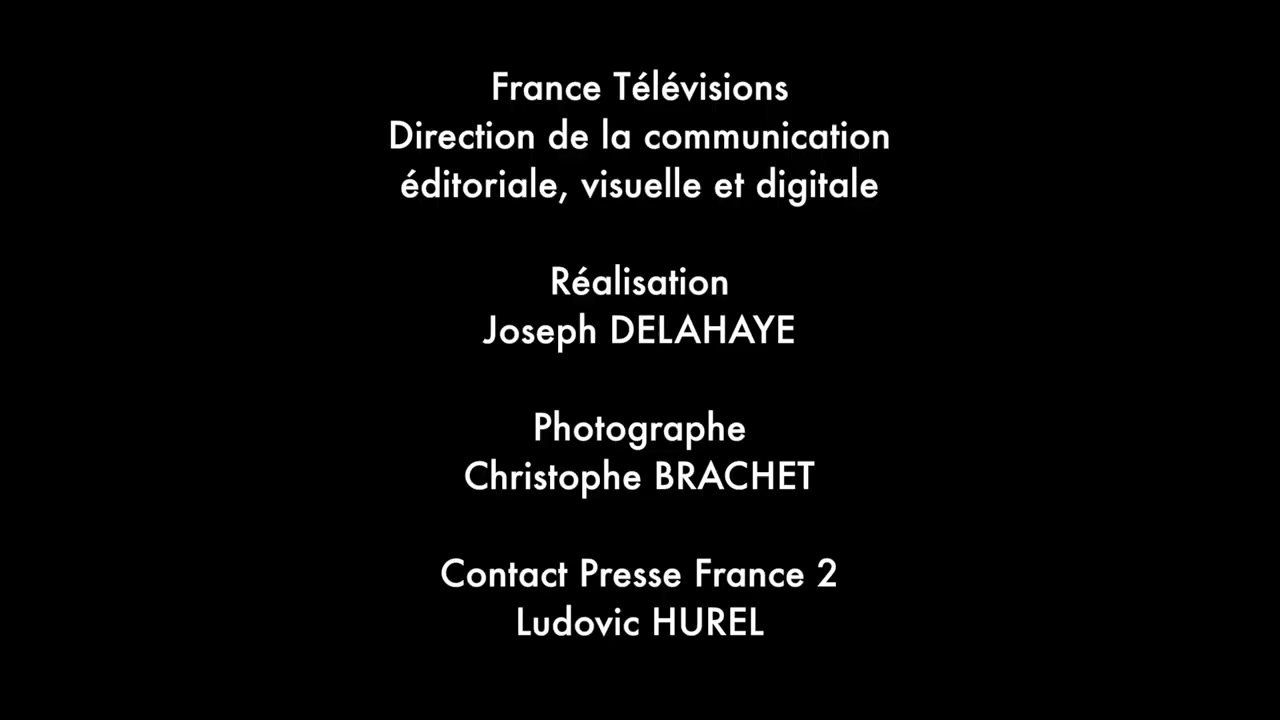 France Télévisions
Direction de la communication
éditoriale, visuelle et digitale
Réalisation
Joseph DELAHAYE
Photographe
Christophe BRACHET
Contact Presse France 2
Ludovic HUREL